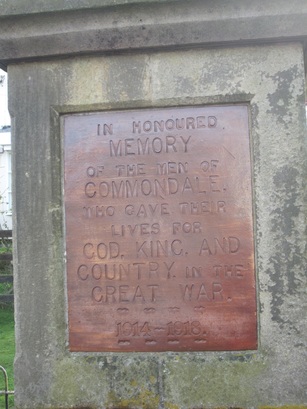 IN HONOURED
MEMORY
OF THE MEN OF
COMMONDALE.
WHO GAVE THEIR
LIVES FOR
GOD, KING, AND
COUNTRY, IN THE
GREAT WAR.
1914-1918.